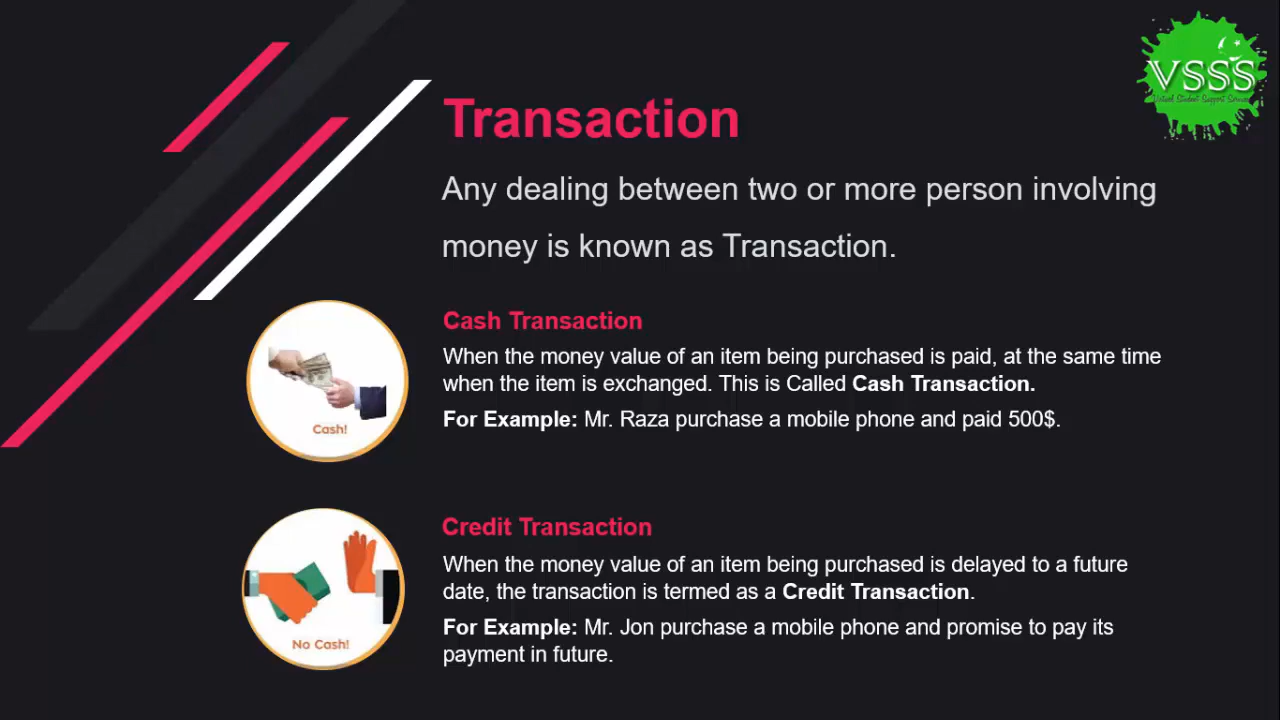 VSSS
Virtual Student Support Services
Transaction
Any dealing between two or more person involving
money is known as Transaction.
Cash Transaction
When the money value of an item being purchased is paid, at the same time
when the item is exchanged. This is Called Cash Transaction.
For Example: Mr. Raza purchase a mobile phone and paid 500$.
Cash!
Credit Transaction
When the money value of an item being purchased is delayed to a future
date, the transaction is termed as a Credit Transaction.
For Example: Mr. Jon purchase a mobile phone and promise to pay its
payment in future.
No Cash!